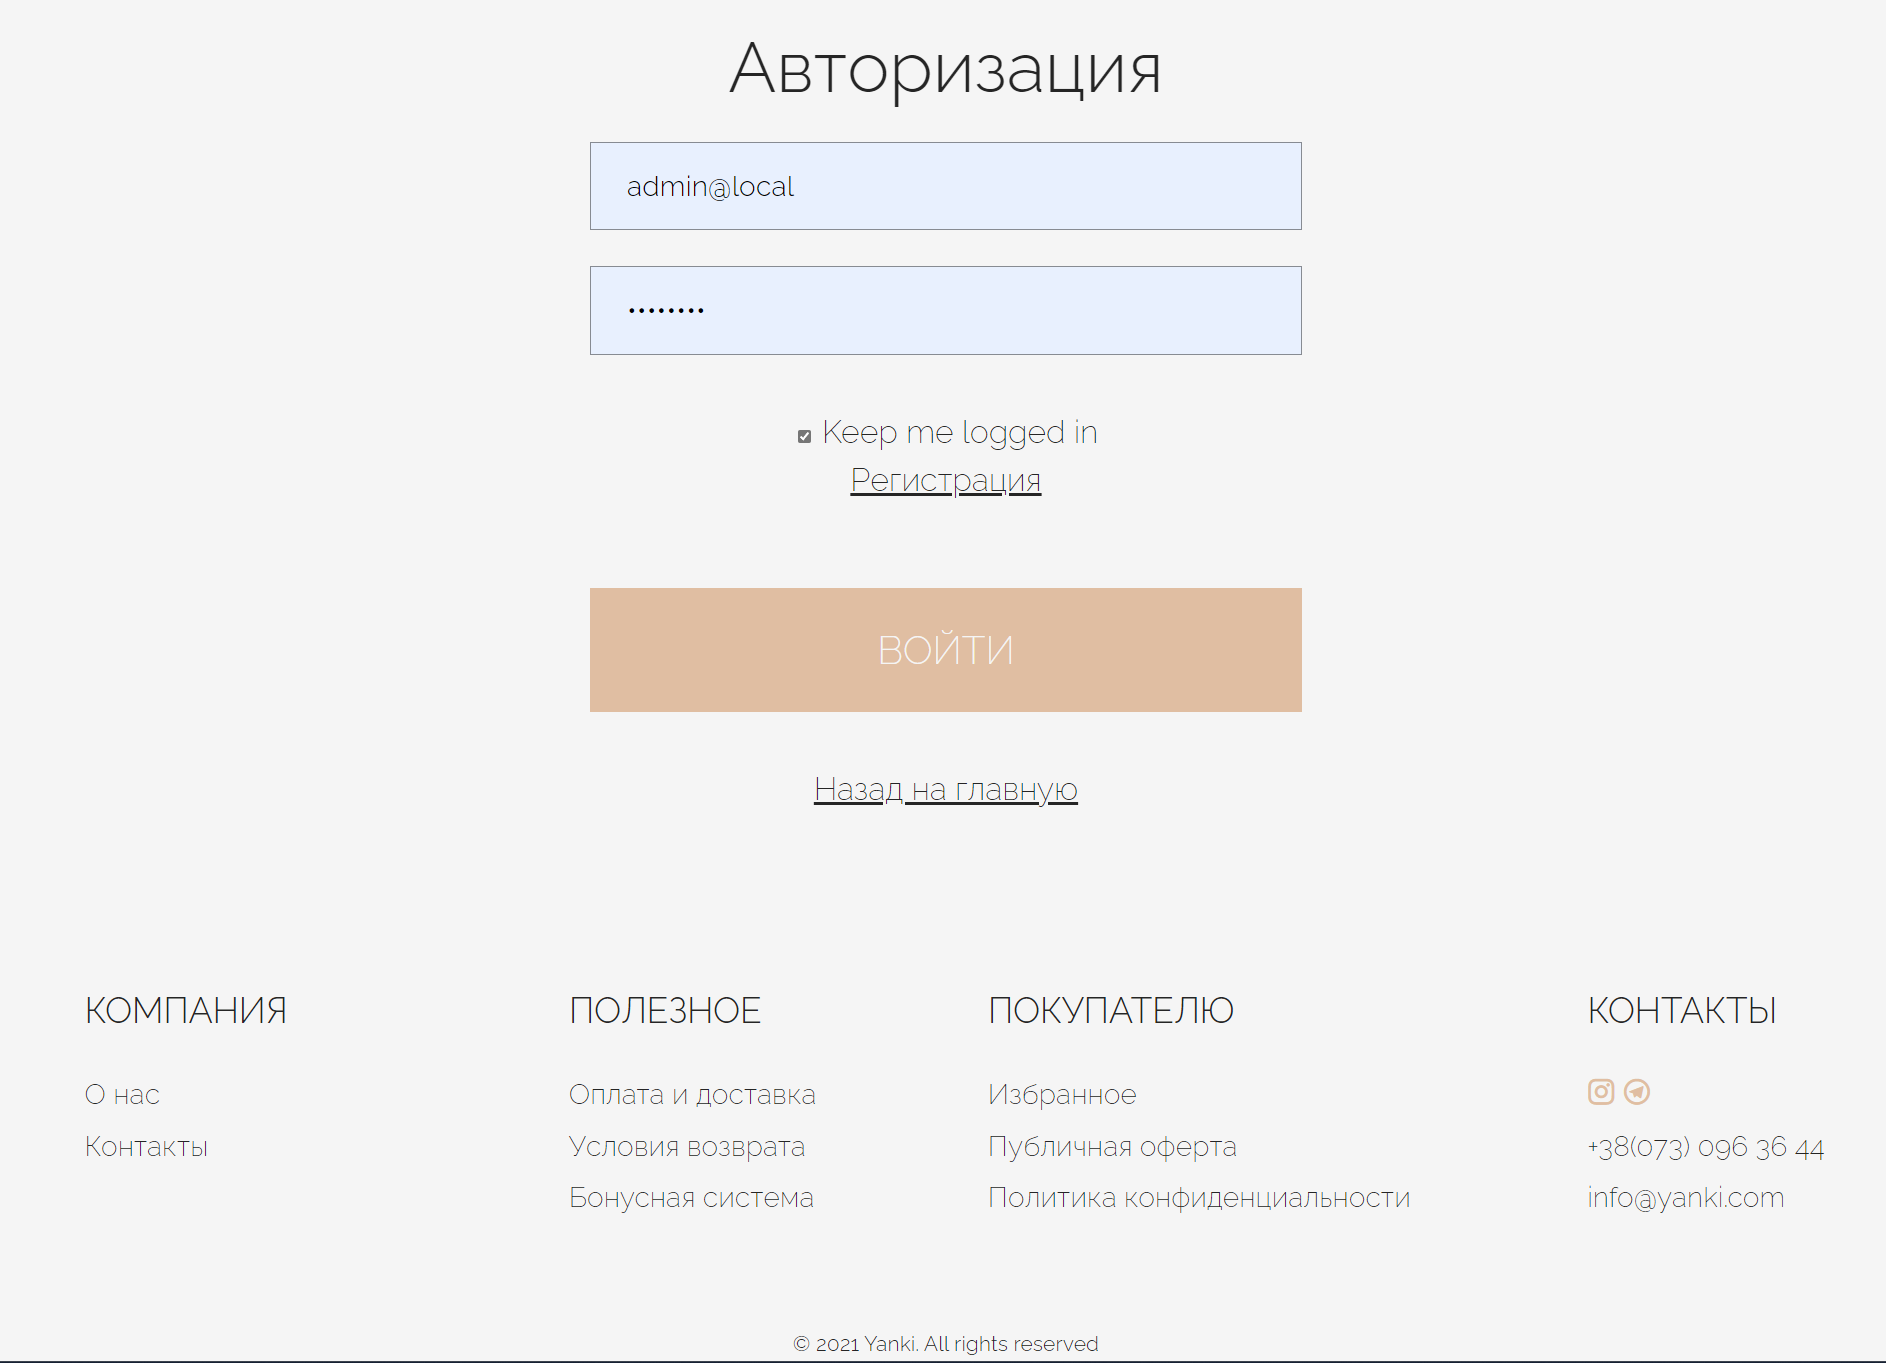 Авторизация
admin@local
••••••••
Keep me logged in
Регистрация
ВОЙТИ
Назад на главную
КОМПАНИЯ
О нас
Контакты
ПОЛЕЗНОЕ
Оплата и доставка
Условия возврата
Бонусная система
ПОКУПАТЕЛЮ
Избранное
Публичная оферта
Политика конфиденциальности
КОНТАКТЫ
+38(073) 096 36 44
info@yanki.com
© 2021 Yanki. All rights reserved